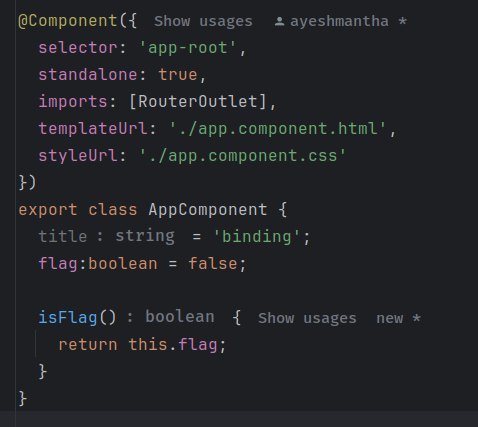 @Component({ Show usages ayeshmantha *
selector: 'app-root',
standalone: true,
imports: [RouterOutlet],
templateUrl: './app.component.html',
styleUrl: './app.component.css'
})
export class AppComponent {
title : string = 'binding';
flag:boolean = false;
isFlag() : boolean { Show usages new *
return this.flag;
}
}